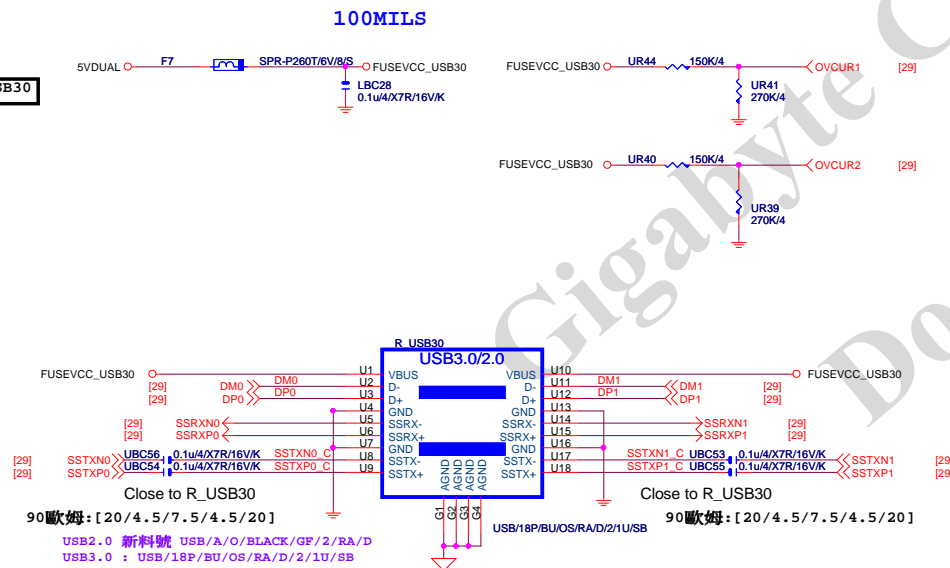 100MILS
5VDUAL F7 SPR-P260T/6V/8/S FUSEVCC_USB30
LBC28
0.1u/4/X7R/16V/K
B30
FUSEVCC_USB30 UR44 150K/4 OVCUR1 [29]
UR41
270K/4
FUSEVCC_USB30 UR40 150K/4 OVCUR2 [29]
UR39
270K/4
Gigabyte C
Do
R_USB30
USB3.0/2.0
FUSEVCC_USB30 U1 VBUS VBUS U10 FUSEVCC_USB30
[29] DM0 DM0 U2 D- D- U11 DM1 DM1 [29]
[29] DP0 DP0 U3 D+ D+ U12 DP1 DP1 [29]
U4 GND GND U13
[29] SSRXN0 U5 SSRX- SSRX- U14 SSRXN1 [29]
[29] SSRXP0 U6 SSRX+ SSRX+ U15 SSRXP1 [29]
U7 GND GND U16
[29] SSTXN0 UBC56 0.1u/4/X7R/16V/K SSTXN0_C U8 SSTX- SSTX- U17 SSTXN1_C UBC53 0.1u/4/X7R/16V/K SSTXN1 [29
[29] SSTXP0 UBC54 0.1u/4/X7R/16V/K SSTXP0_C U9 SSTX+ SSTX+ U18 SSTXP1_C UBC55 0.1u/4/X7R/16V/K SSTXP1 [29
AGND AGND AGND AGND
G1 G2 G3 G4
Close to R_USB30 Close to R_USB30
90歐姆:[20/4.5/7.5/4.5/20] 90歐姆:[20/4.5/7.5/4.5/20]
USB/18P/BU/OS/RA/D/2/1U/SB
USB2.0 新料號 USB/A/O/BLACK/GF/2/RA/D
USB3.0 : USB/18P/BU/OS/RA/D/2/1U/SB